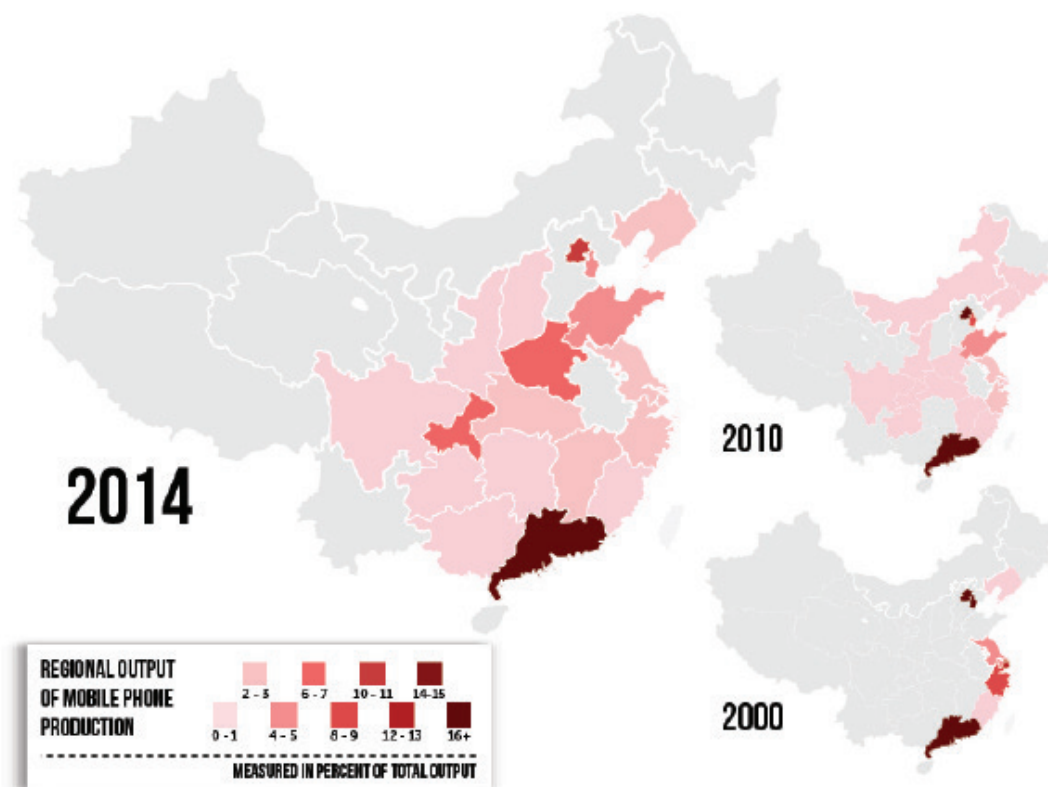 2014
2010
2000
REGIONAL OUTPUT
OF MOBILE PHONE
PRODUCTION
2 - 3 6 - 7 10 - 11 14-15
0 - 1 4 - 5 8 - 9 12 - 13 16+
MEASURED IN PERCENT OF TOTAL OUTPUT